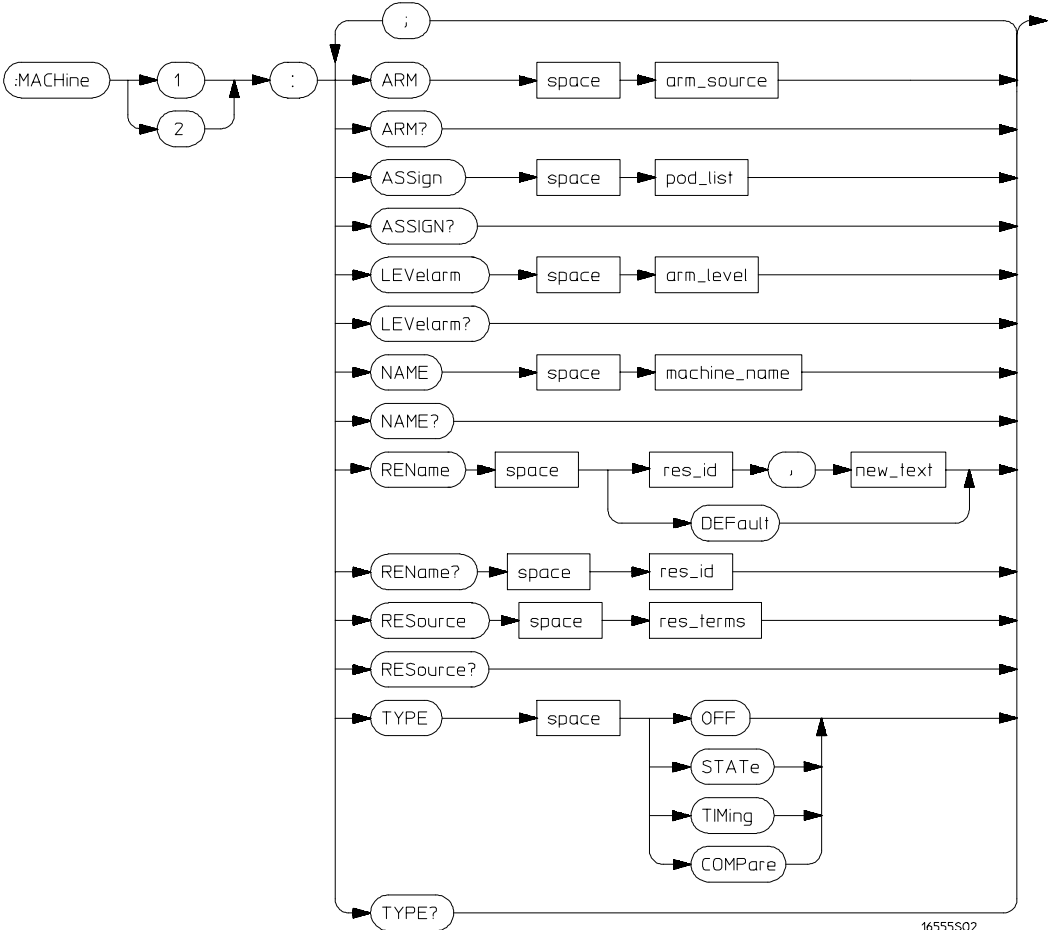 ;
:MACHine 1 : ARM space arm_source
2 ARM?
ASSign space pod_list
ASSIGN?
LEVelarm space arm_level
LEVelarm?
NAME space machine_name
NAME?
REName space res_id , new_text
DEFault
REName? space res_id
RESource space res_terms
RESource?
TYPE space OFF
STATe
TIMing
COMPare
TYPE?
16555S02